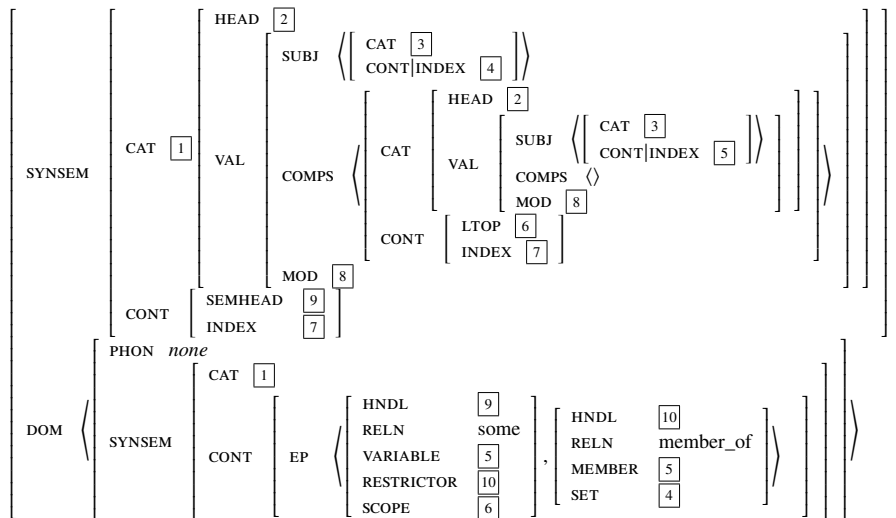 HEAD 2
SUBJ ⟨[ CAT 3
CONT|INDEX 4 ]⟩
HEAD 2
SUBJ ⟨[ CAT 3
CAT 1 VAL CAT CONT|INDEX 5 ]⟩
SYNSEM COMPS ⟨ VAL COMPS ⟨⟩ ⟩
MOD 8
CONT [ LTOP 6
INDEX 7 ]
MOD 8
CONT [ SEMHEAD 9
INDEX 7 ]
PHON none
CAT 1
HNDL 9 HNDL 10
DOM ⟨ SYNSEM CONT EP ⟨ RELN some , RELN member_of ⟩ ⟩
VARIABLE 5 MEMBER 5
RESTRICTOR 10 SET 4
SCOPE 6